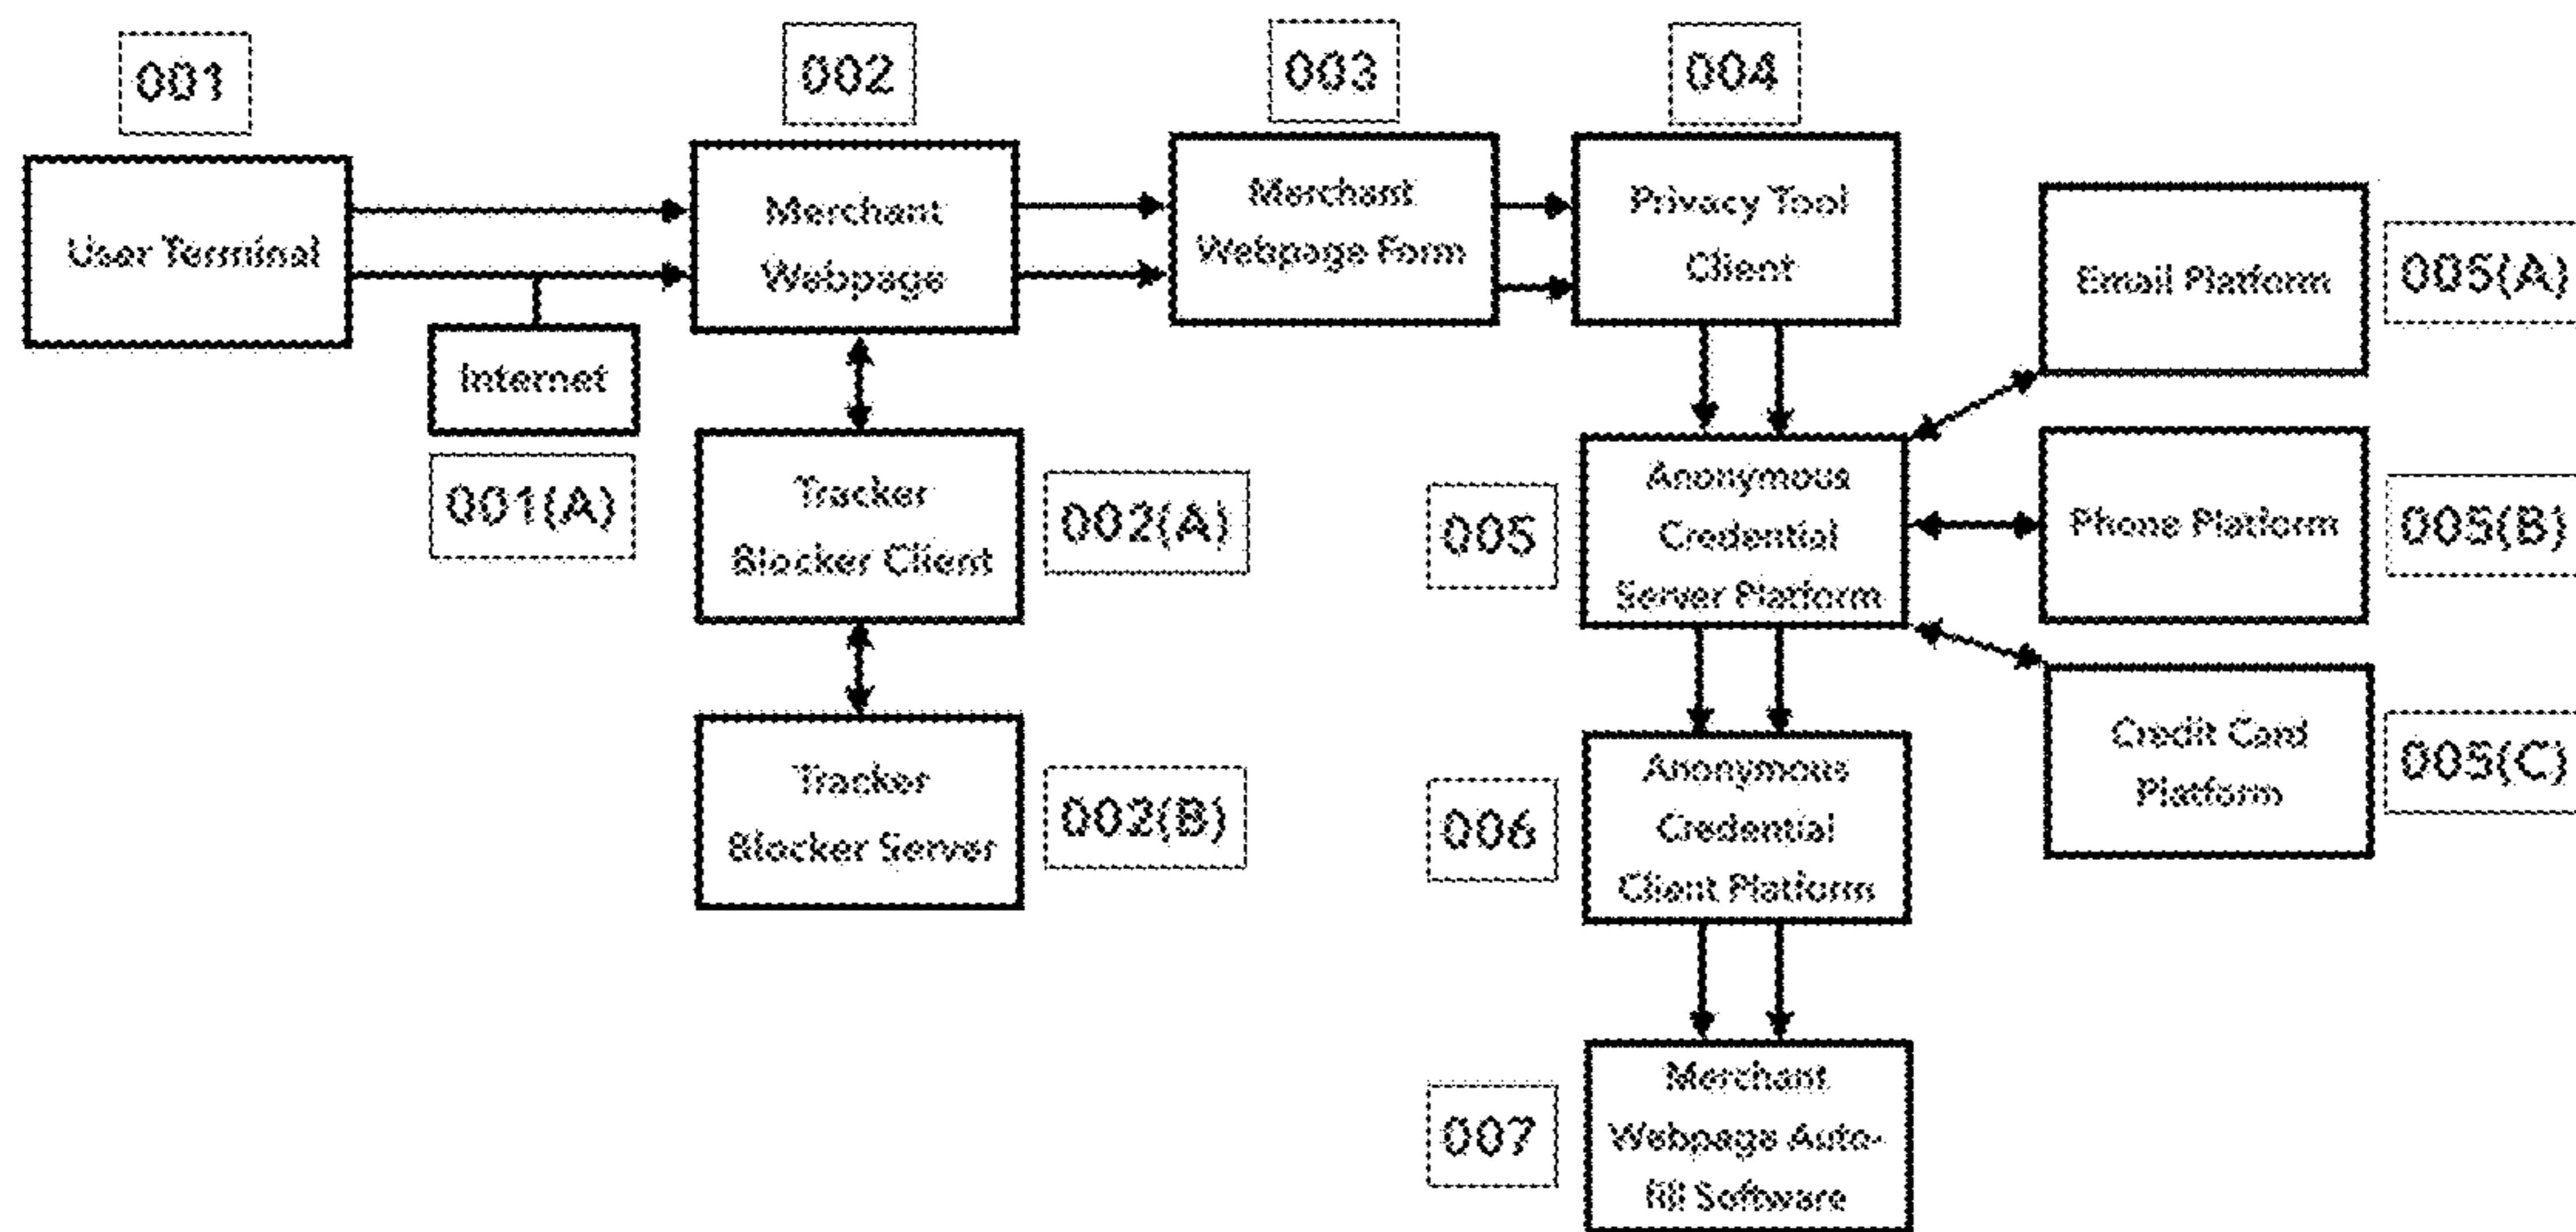 001
002
003
004
User Terminal
Merchant
Webpage
Merchant
Webpage Form
Privacy Tool
Client
Email Platform
005(A)
Internet
001(A)
Tracker
Blocker Client
002(A)
005
Anonymous
Credential
Server Platform
Phone Platform
005(B)
Tracker
Blocker Server
002(B)
006
Anonymous
Credential
Client Platform
Credit Card
Platform
005(C)
007
Merchant
Webpage Auto-
fill Software